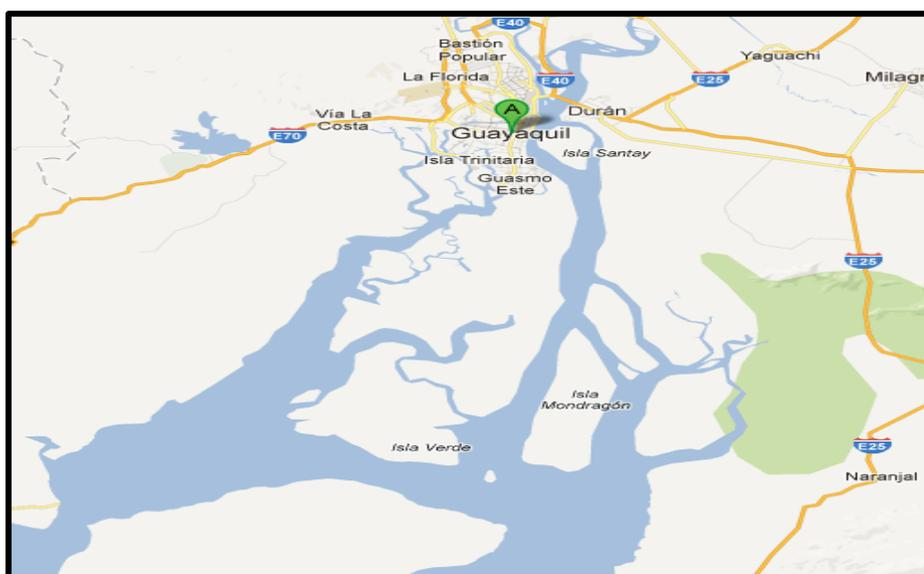 E40
Bastión
Popular
Yaguachi
La Florida
E40
E25
Milagr
A
Durán
Vía La
Costa
E70
Guayaquil
Isla Trinitaria
Isla Santay
Guasmo
Este
E25
Isla
Mondragón
Isla Verde
E25
Naranjal